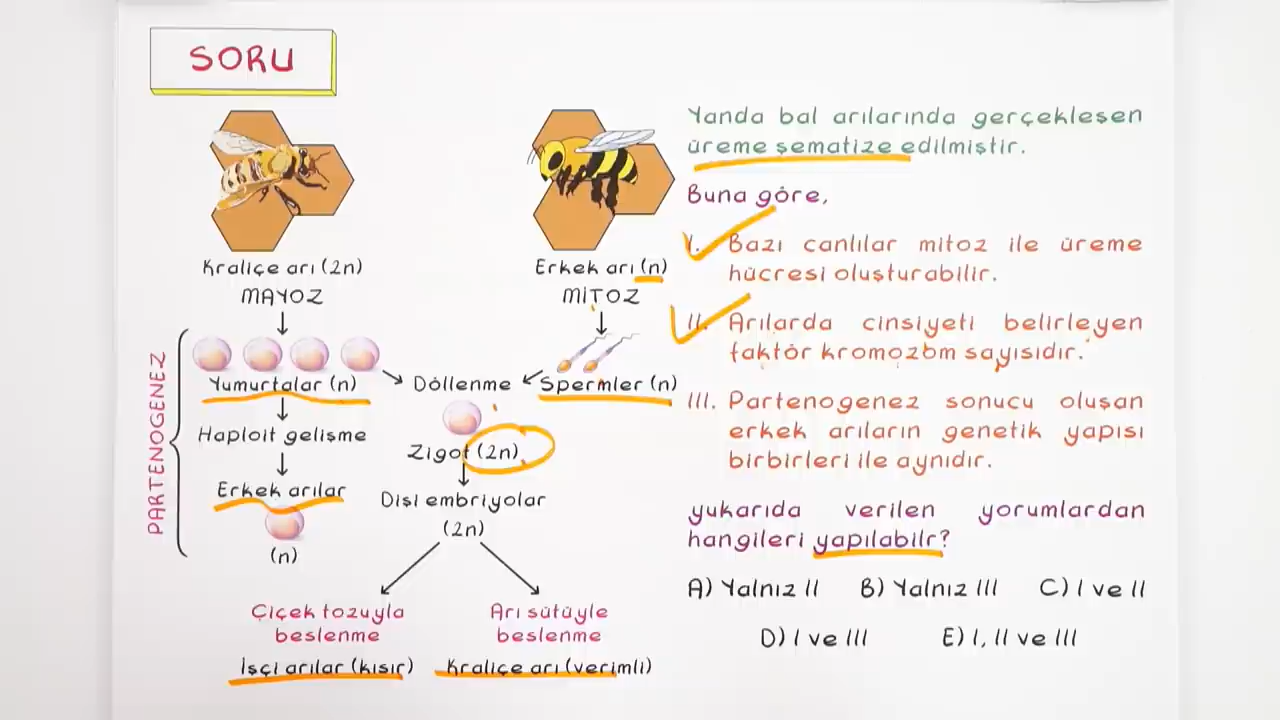 SORU
Yanda bal arılarında gerçekleşen
üreme şematize edilmiştir.
Buna göre,
I. Bazı canlılar mitoz ile üreme
hücresi oluşturabilir.
II. Arılarda cinsiyeti belirleyen
faktör kromozom sayısıdır.
III. Partenogenez sonucu oluşan
erkek arıların genetik yapısı
birbirleri ile aynıdır.
yukarıda verilen yorumlardan
hangileri yapılabilr?
A) Yalnız II B) Yalnız III C) I ve II
D) I ve III E) I, II ve III
Kraliçe arı (2n)
MAYOZ
Erkek arı (n)
MİTOZ
PARTENOGENEZ
Yumurtalar (n)
Döllenme
Spermler (n)
Haploit gelişme
Zigot (2n)
Erkek arılar
(n)
Dişi embriyolar
(2n)
Çiçek tozuyla
beslenme
İşçi arılar (kısır)
Arı sütüyle
beslenme
Kraliçe arı (verimli)